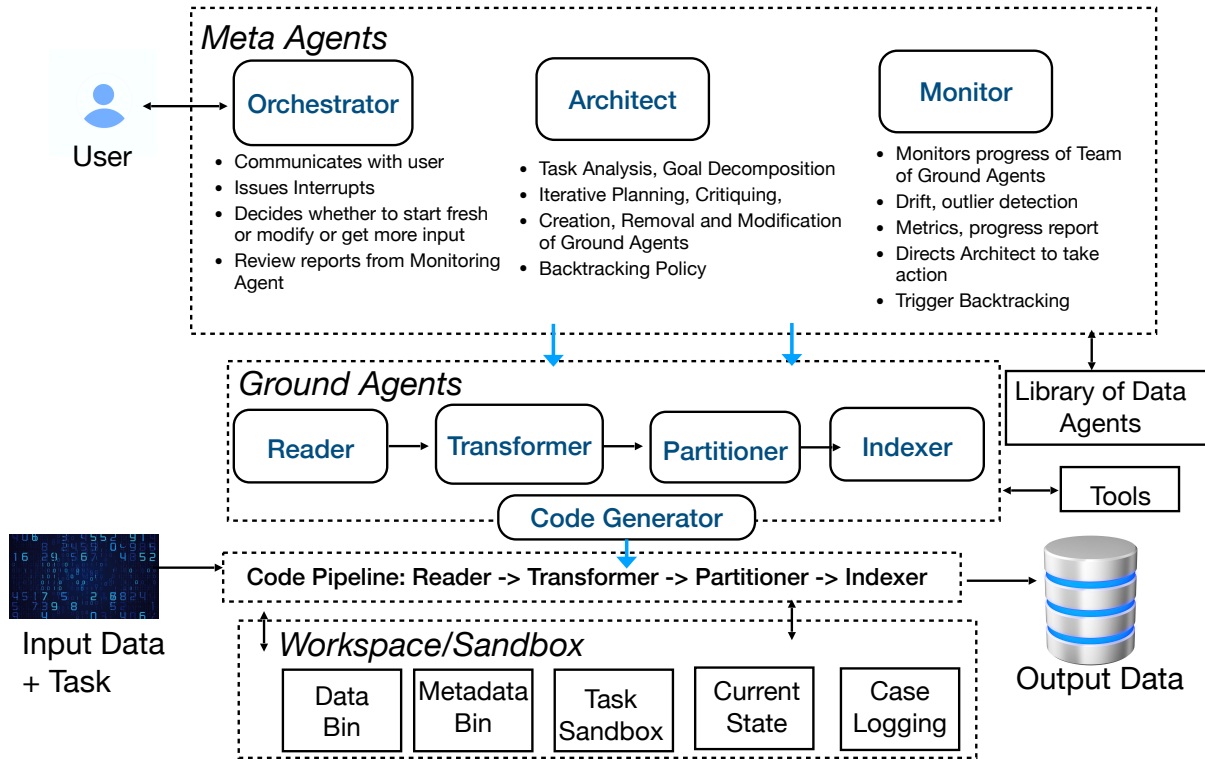 Meta Agents
Orchestrator
Architect
Monitor
User
• Communicates with user
• Issues Interrupts
• Decides whether to start fresh
or modify or get more input
• Review reports from Monitoring
Agent
• Task Analysis, Goal Decomposition
• Iterative Planning, Critiquing,
• Creation, Removal and Modification
of Ground Agents
• Backtracking Policy
• Monitors progress of Team
of Ground Agents
• Drift, outlier detection
• Metrics, progress report
• Directs Architect to take
action
• Trigger Backtracking
Ground Agents
Reader
Transformer
Partitioner
Indexer
Library of Data
Agents
Tools
Code Generator
Code Pipeline: Reader -> Transformer -> Partitioner -> Indexer
Input Data
+ Task
Output Data
Workspace/Sandbox
Data
Bin
Metadata
Bin
Task
Sandbox
Current
State
Case
Logging